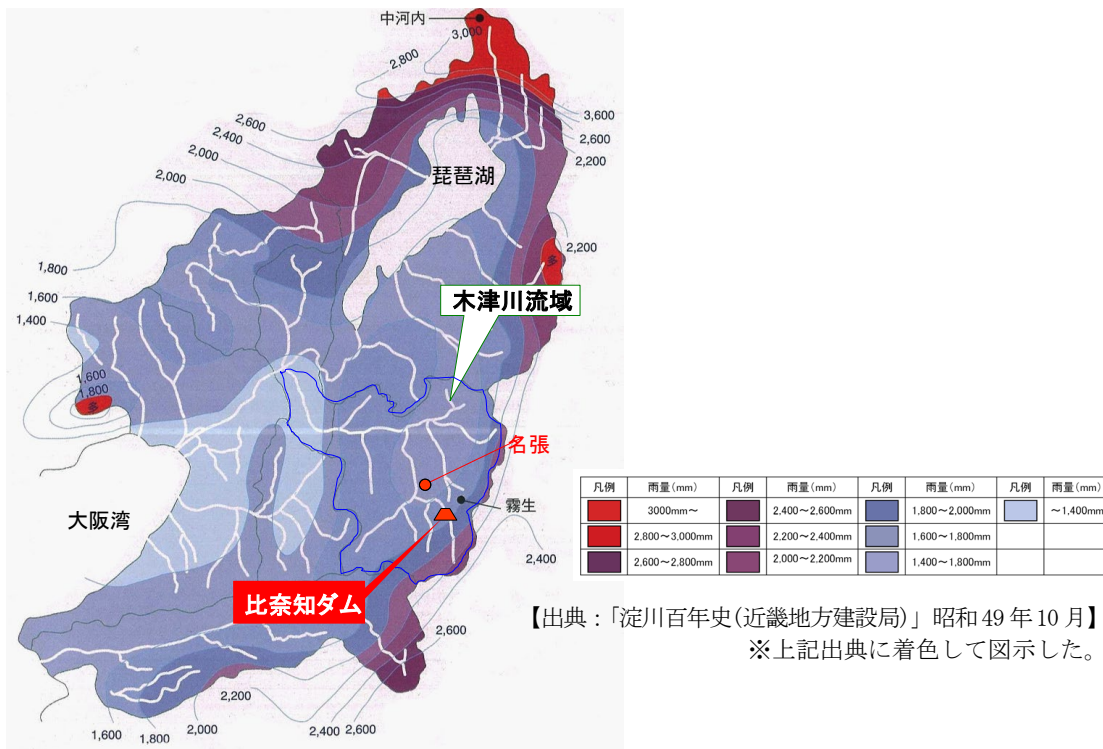 中河内
3,000
2,800
3,600
2,600
2,600
2,400
2,200
2,000
琵琶湖
2,000
2,200
多
1,800
木津川流域
1,600
1,400
1,600
1,800
多
名張
霧生
大阪湾
2,400
比奈知ダム
2,600
2,200
2,000
1,800
1,600
2,400 2,600
凡例 雨量(mm) 凡例 雨量(mm) 凡例 雨量(mm) 凡例 雨量(mm)
3000mm~ 2,400~2,600mm 1,800~2,000mm ~1,400mm
2,800~3,000mm 2,200~2,400mm 1,600~1,800mm
2,600~2,800mm 2,000~2,200mm 1,400~1,800mm
【出典:「淀川百年史(近畿地方建設局)」昭和49年10月】
※上記出典に着色して図示した。